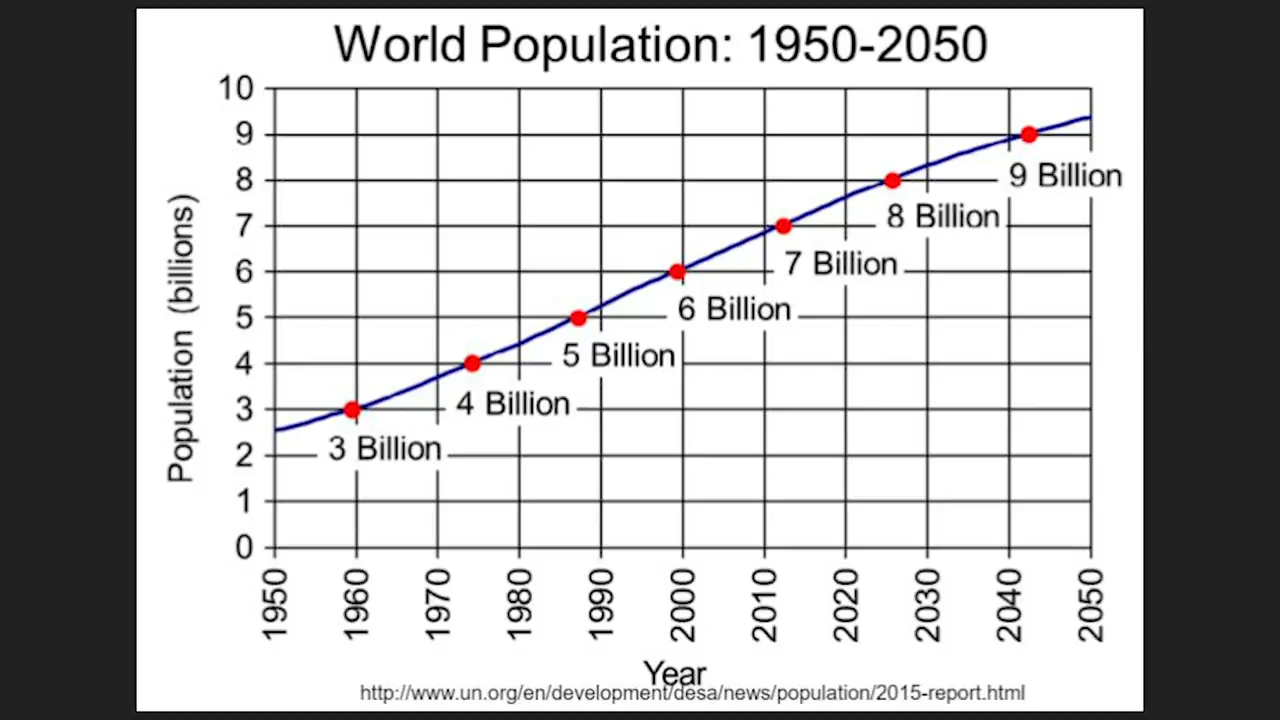 World Population: 1950-2050
Population (billions)
10
9
8
7
6
5
4
3
2
1
0
3 Billion
4 Billion
5 Billion
6 Billion
7 Billion
8 Billion
9 Billion
1950 1960 1970 1980 1990 2000 2010 2020 2030 2040 2050
Year
http://www.un.org/en/development/desa/news/population/2015-report.html